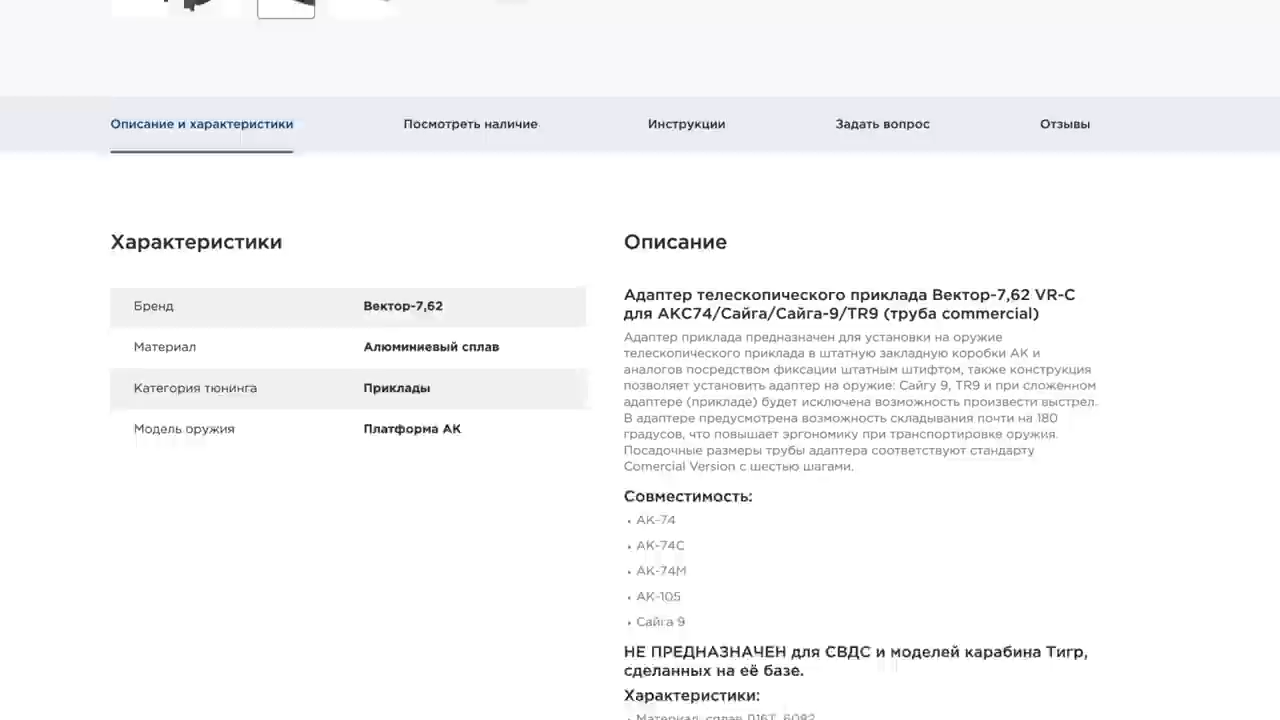 Описание и характеристики
Посмотреть наличие
Инструкции
Задать вопрос
Отзывы
Характеристики
Бренд Вектор-7,62
Материал Алюминиевый сплав
Категория тюнинга Приклады
Модель оружия Платформа АК
Описание
Адаптер телескопического приклада Вектор-7,62 VR-C
для АКС74/Сайга/Сайга-9/TR9 (труба commercial)
Адаптер приклада предназначен для установки на оружие
телескопического приклада в штатную закладную коробки АК и
аналогов посредством фиксации штатным штифтом, также конструкция
позволяет установить адаптер на оружие: Сайгу 9, TR9 и при сложенном
адаптере (прикладе) будет исключена возможность произвести выстрел.
В адаптере предусмотрена возможность складывания почти на 180
градусов, что повышает эргономику при транспортировке оружия.
Посадочные размеры трубы адаптера соответствуют стандарту
Comercial Version с шестью шагами.
Совместимость:
• АК-74
• АК-74С
• АК-74М
• АК-105
• Сайга 9
НЕ ПРЕДНАЗНАЧЕН для СВДС и моделей карабина Тигр,
сделанных на её базе.
Характеристики:
• Материал: сплав Д16Т, 6082